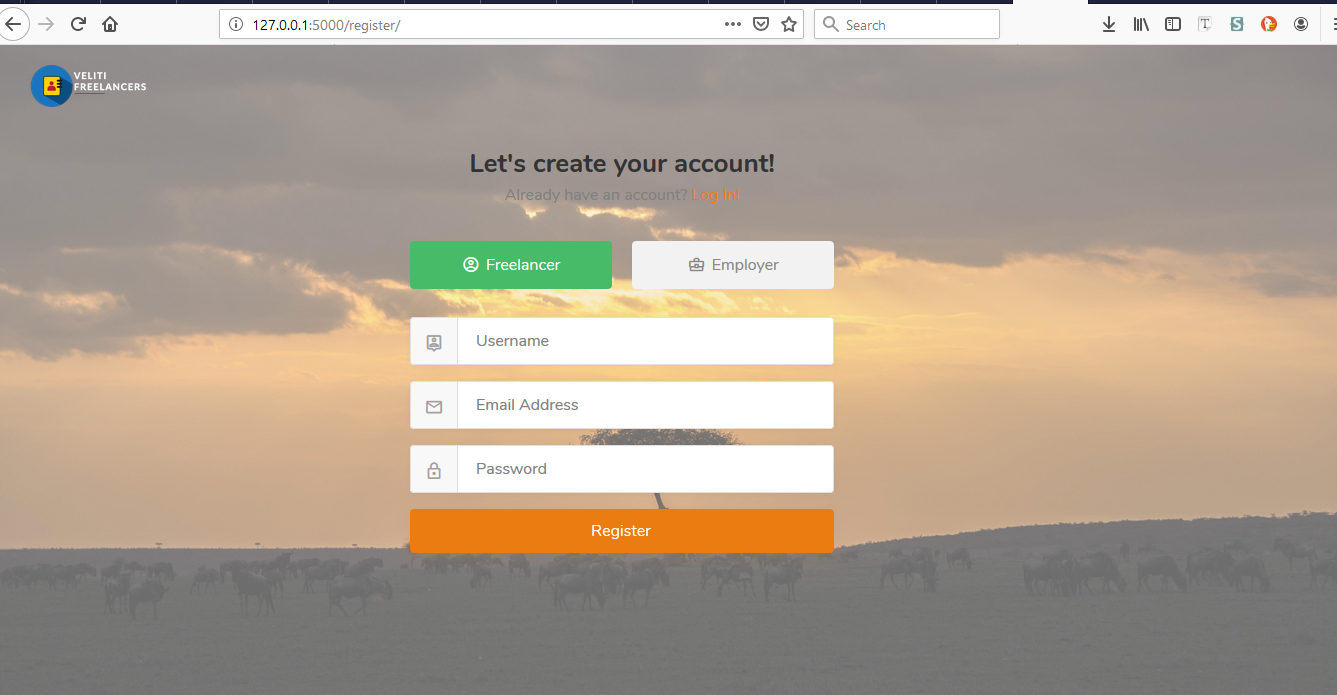 127.0.0.1:5000/register/
Search
VELITI
FREELANCERS
Let's create your account!
Already have an account? Log In!
Freelancer
Employer
Username
Email Address
Password
Register